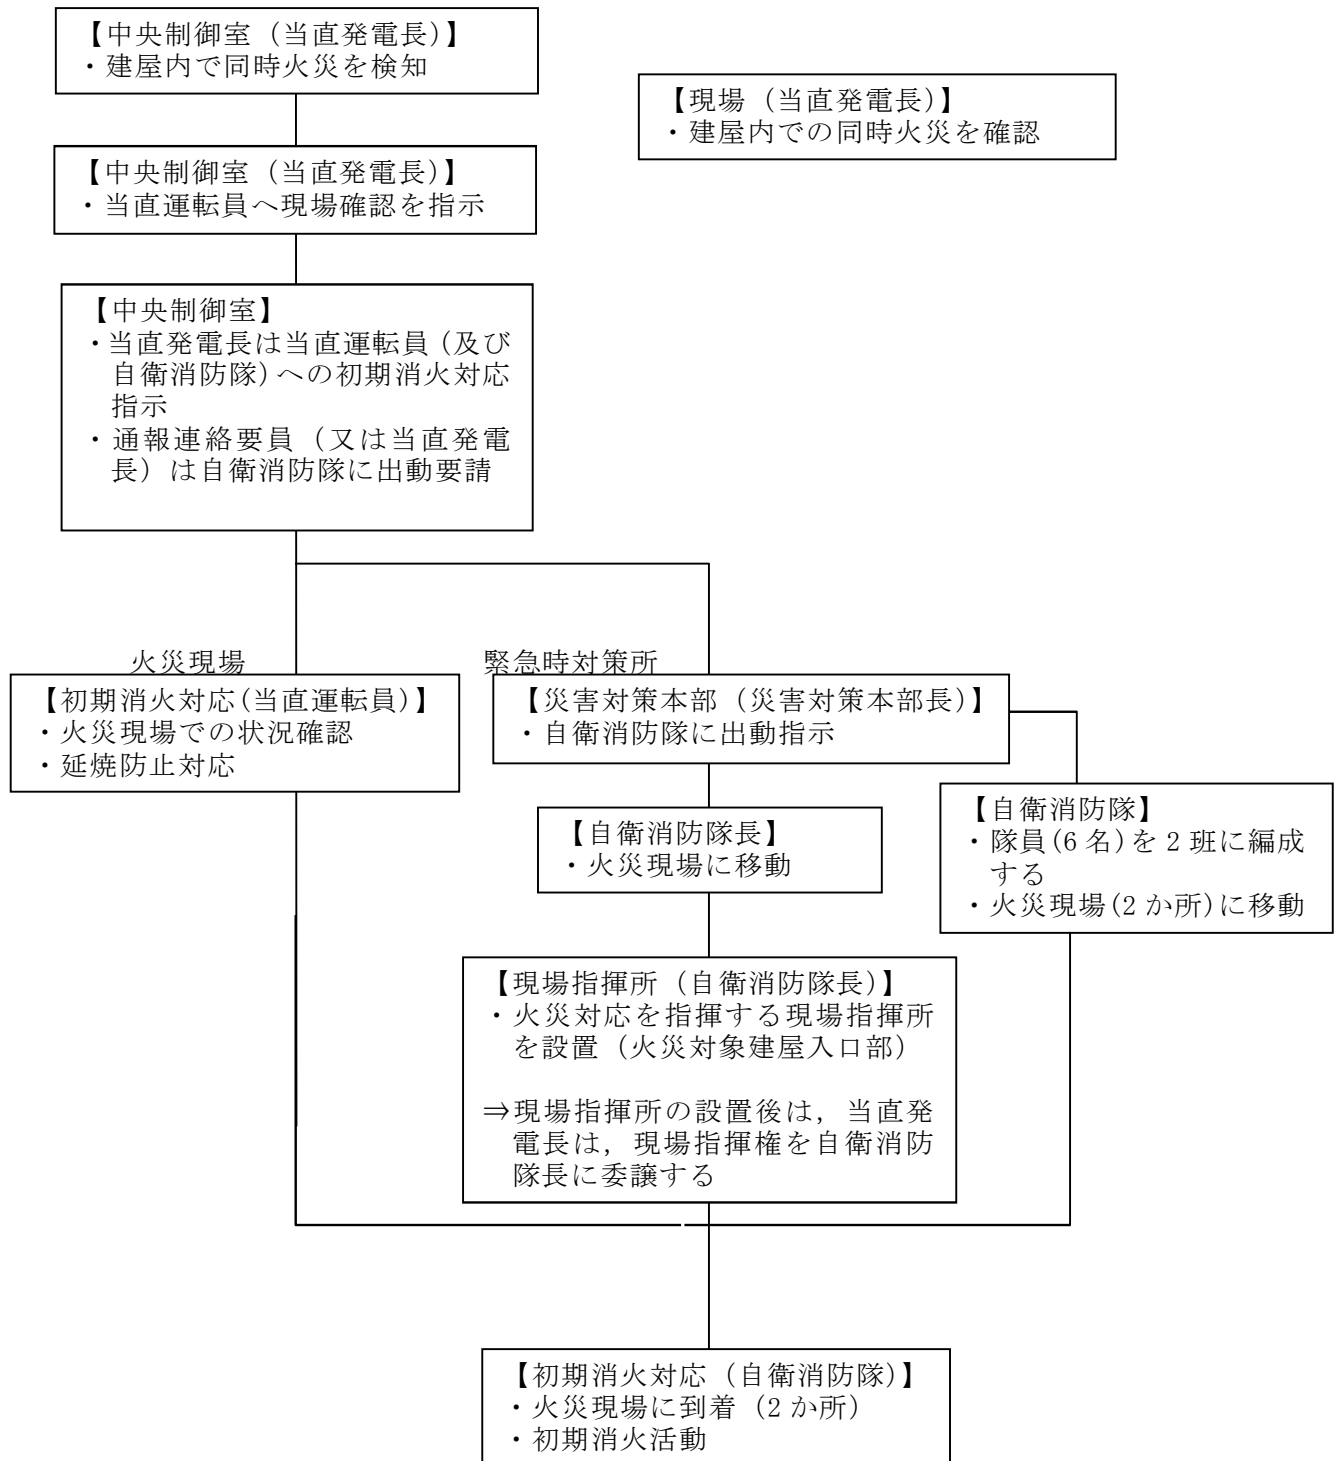 【中央制御室（当直発電長）】
・建屋内で同時火災を検知
【現場（当直発電長）】
・建屋内での同時火災を確認
【中央制御室（当直発電長）】
・当直運転員へ現場確認を指示
【中央制御室】
・当直発電長は当直運転員(及び
自衛消防隊)への初期消火対応
指示
・通報連絡要員（又は当直発電
長）は自衛消防隊に出動要請
火災現場
【初期消火対応(当直運転員)】
・火災現場での状況確認
・延焼防止対応
緊急時対策所
【災害対策本部（災害対策本部長)】
・自衛消防隊に出動指示
【自衛消防隊長】
・火災現場に移動
【自衛消防隊】
・隊員(6 名)を 2 班に編成
する
・火災現場(2 か所)に移動
【現場指揮所（自衛消防隊長)】
・火災対応を指揮する現場指揮所
を設置（火災対象建屋入口部）
⇒現場指揮所の設置後は，当直発
電長は，現場指揮権を自衛消防
隊長に委譲する
【初期消火対応（自衛消防隊)】
・火災現場に到着（2 か所）
・初期消火活動